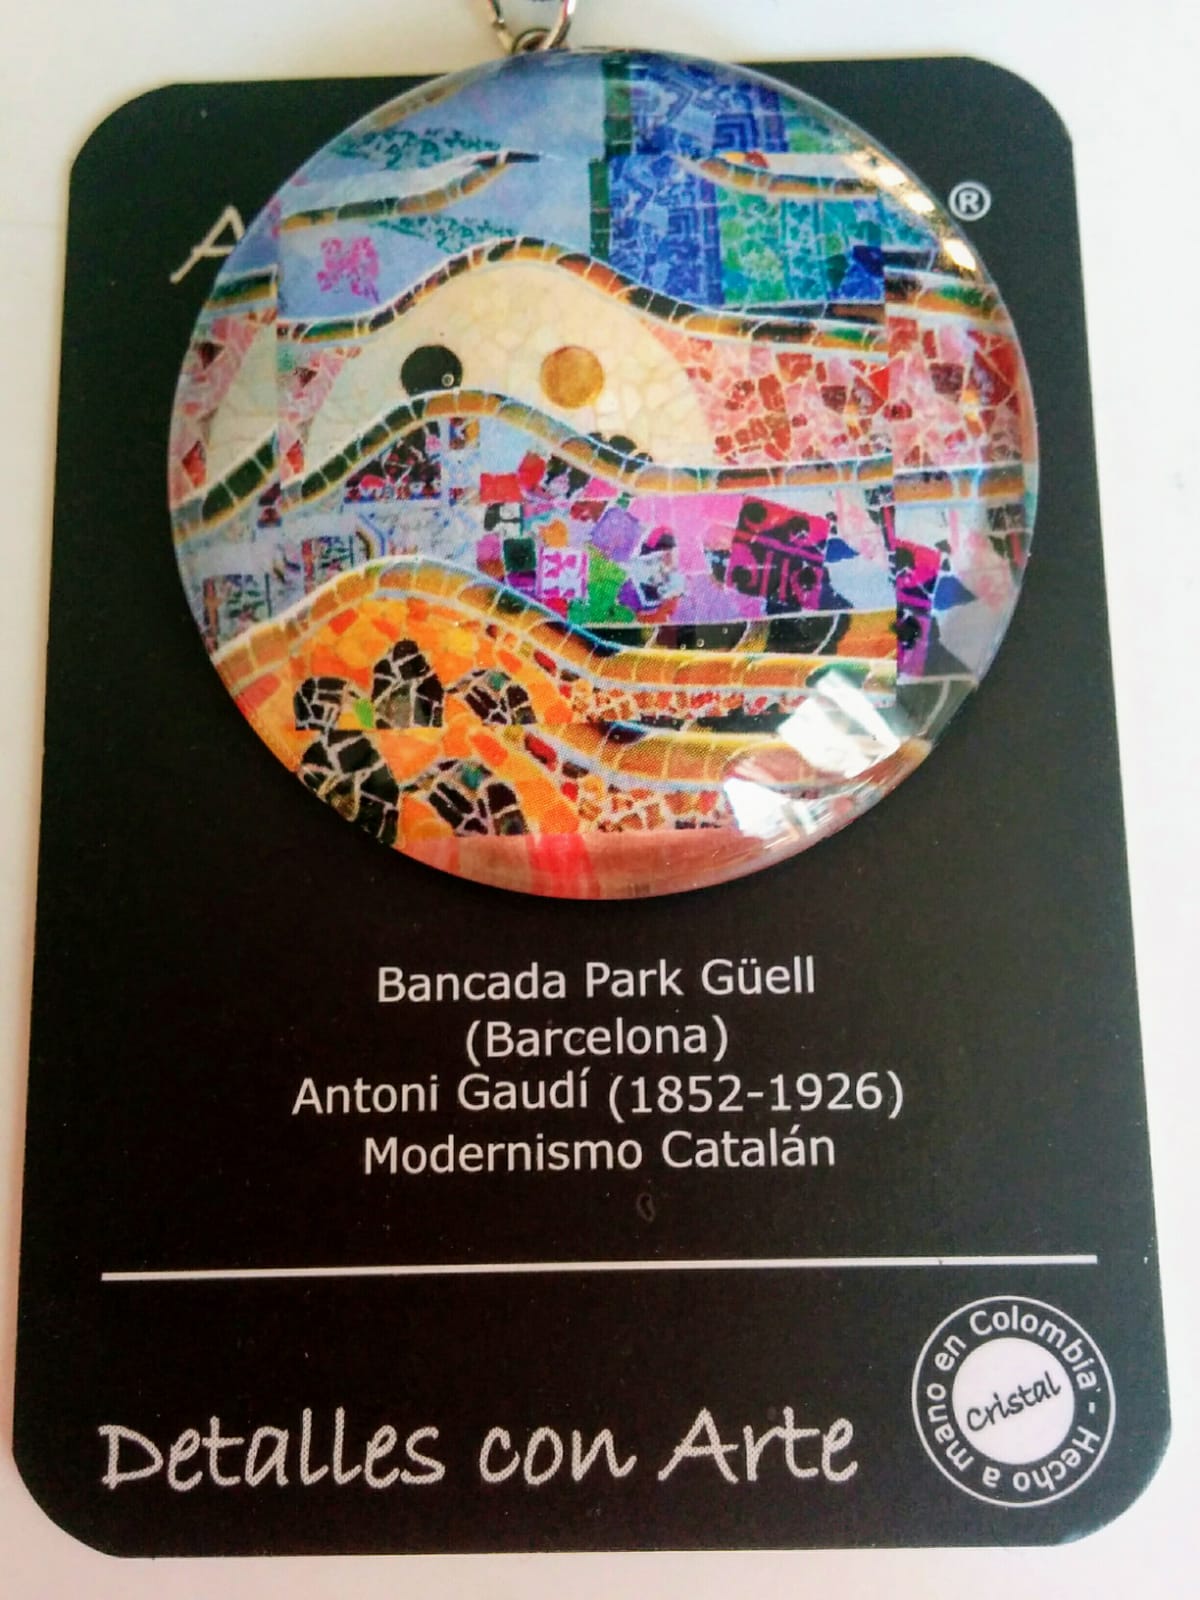 ®
Bancada Park Güell
(Barcelona)
Antoni Gaudí (1852-1926)
Modernismo Catalán
Detalles con Arte
Hecho a mano en Colombia -
Cristal